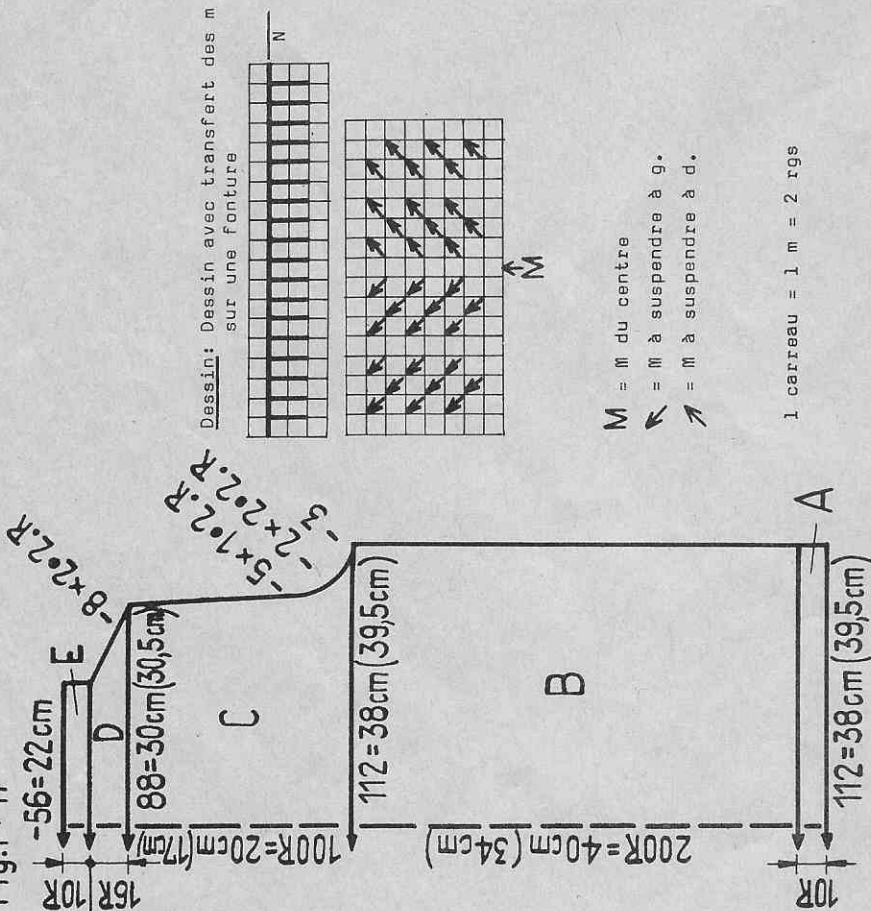 -56=22cm
E
-8×2•2.R
10R
D
16R
88=30cm(30,5cm)
-5×1•2.R
-2×2•2.R
-3
C
100R=20cm(17cm)
112=38cm(39,5cm)
B
200R=40cm(34cm)
A
10R
112=38cm(39,5cm)
Dessin: Dessin avec transfert des m
sur une fonture
N
M
M = m du centre
= m à suspendre à g.
= m à suspendre à d.
1 carreau = 1 m = 2 rgs